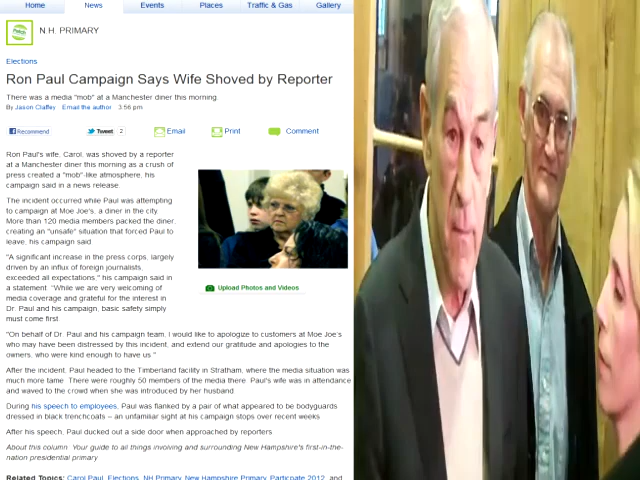 Home News Events Places Traffic & Gas Gallery
Patch
N.H. PRIMARY
Elections
Ron Paul Campaign Says Wife Shoved by Reporter
There was a media "mob" at a Manchester diner this morning.
By Jason Claffey Email the author 3:56 pm
Recommend Tweet 2 Email Print Comment
Ron Paul's wife, Carol, was shoved by a reporter
at a Manchester diner this morning as a crush of
press created a "mob"-like atmosphere, his
campaign said in a news release.
The incident occurred while Paul was attempting
to campaign at Moe Joe's, a diner in the city.
More than 120 media members packed the diner,
creating an "unsafe" situation that forced Paul to
leave, his campaign said.
"A significant increase in the press corps, largely
driven by an influx of foreign journalists,
exceeded all expectations," his campaign said in
a statement. "While we are very welcoming of
media coverage and grateful for the interest in
Dr. Paul and his campaign, basic safety simply
must come first.
Upload Photos and Videos
"On behalf of Dr. Paul and his campaign team, I would like to apologize to customers at Moe Joe's
who may have been distressed by this incident, and extend our gratitude and apologies to the
owners, who were kind enough to have us."
After the incident, Paul headed to the Timberland facility in Stratham, where the media situation was
much more tame. There were roughly 50 members of the media there. Paul's wife was in attendance
and waved to the crowd when she was introduced by her husband.
During his speech to employees, Paul was flanked by a pair of what appeared to be bodyguards
dressed in black trenchcoats – an unfamiliar sight at his campaign stops over recent weeks.
After his speech, Paul ducked out a side door when approached by reporters.
About this column: Your guide to all things involving and surrounding New Hampshire's first-in-the-
nation presidential primary.
Related Topics: Carol Paul, Elections, NH Primary, New Hampshire Primary, Participate 2012, and